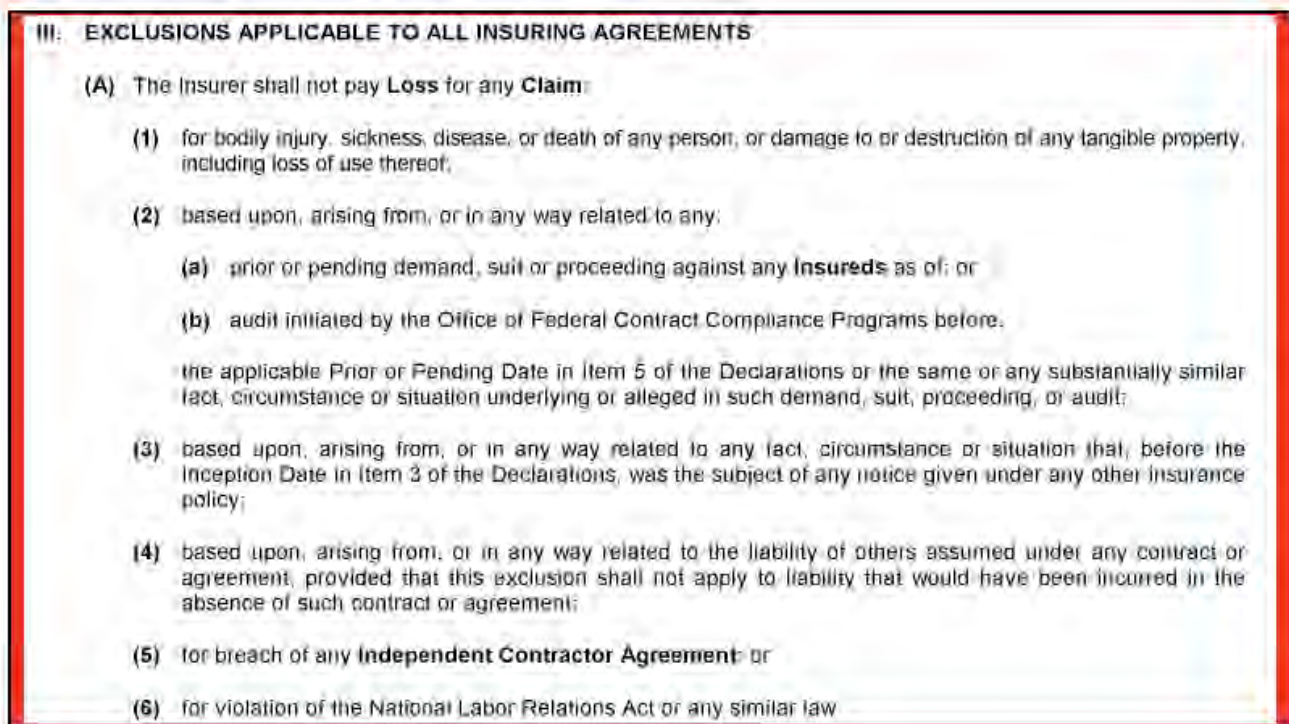 III. EXCLUSIONS APPLICABLE TO ALL INSURING AGREEMENTS
(A) The Insurer shall not pay Loss for any Claim:
(1) for bodily injury, sickness, disease, or death of any person, or damage to or destruction of any tangible property,
including loss of use thereof;
(2) based upon, arising from, or in any way related to any:
(a) prior or pending demand, suit or proceeding against any Insureds as of; or
(b) audit initiated by the Office of Federal Contract Compliance Programs before,
the applicable Prior or Pending Date in Item 5 of the Declarations or the same or any substantially similar
fact, circumstance or situation underlying or alleged in such demand, suit, proceeding, or audit;
(3) based upon, arising from, or in any way related to any fact, circumstance or situation that, before the
Inception Date in Item 3 of the Declarations, was the subject of any notice given under any other insurance
policy;
(4) based upon, arising from, or in any way related to the liability of others assumed under any contract or
agreement, provided that this exclusion shall not apply to liability that would have been incurred in the
absence of such contract or agreement;
(5) for breach of any Independent Contractor Agreement; or
(6) for violation of the National Labor Relations Act or any similar law